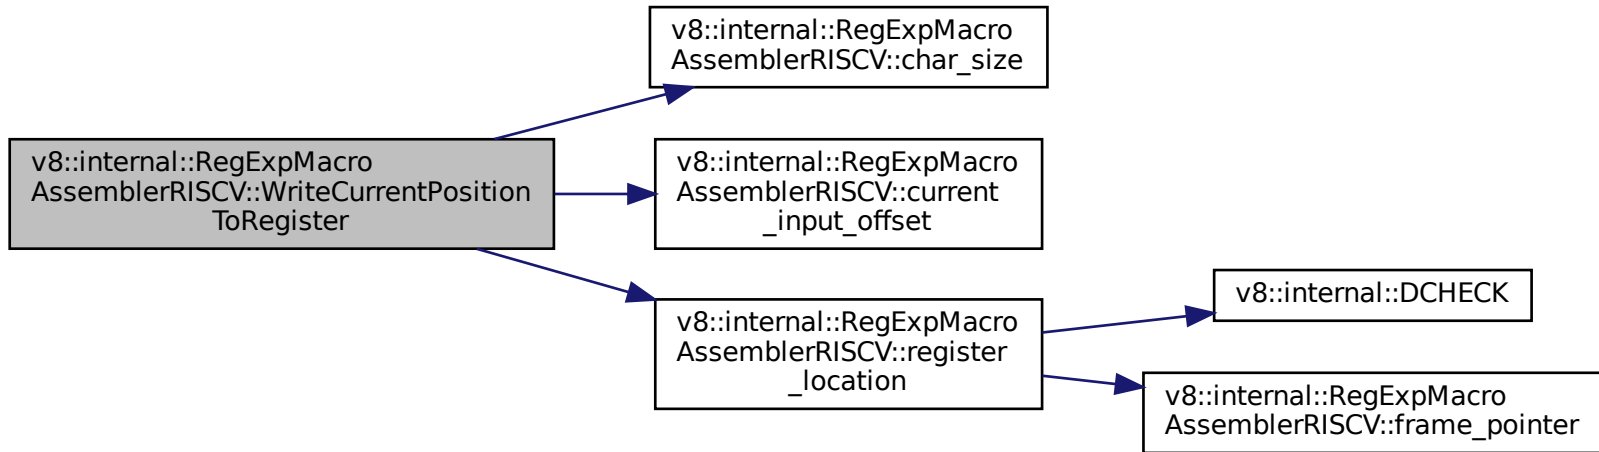 v8::internal::RegExpMacro
AssemblerRISCV::WriteCurrentPosition
ToRegister
v8::internal::RegExpMacro
AssemblerRISCV::char_size
v8::internal::RegExpMacro
AssemblerRISCV::current
_input_offset
v8::internal::RegExpMacro
AssemblerRISCV::register
_location
v8::internal::DCHECK
v8::internal::RegExpMacro
AssemblerRISCV::frame_pointer